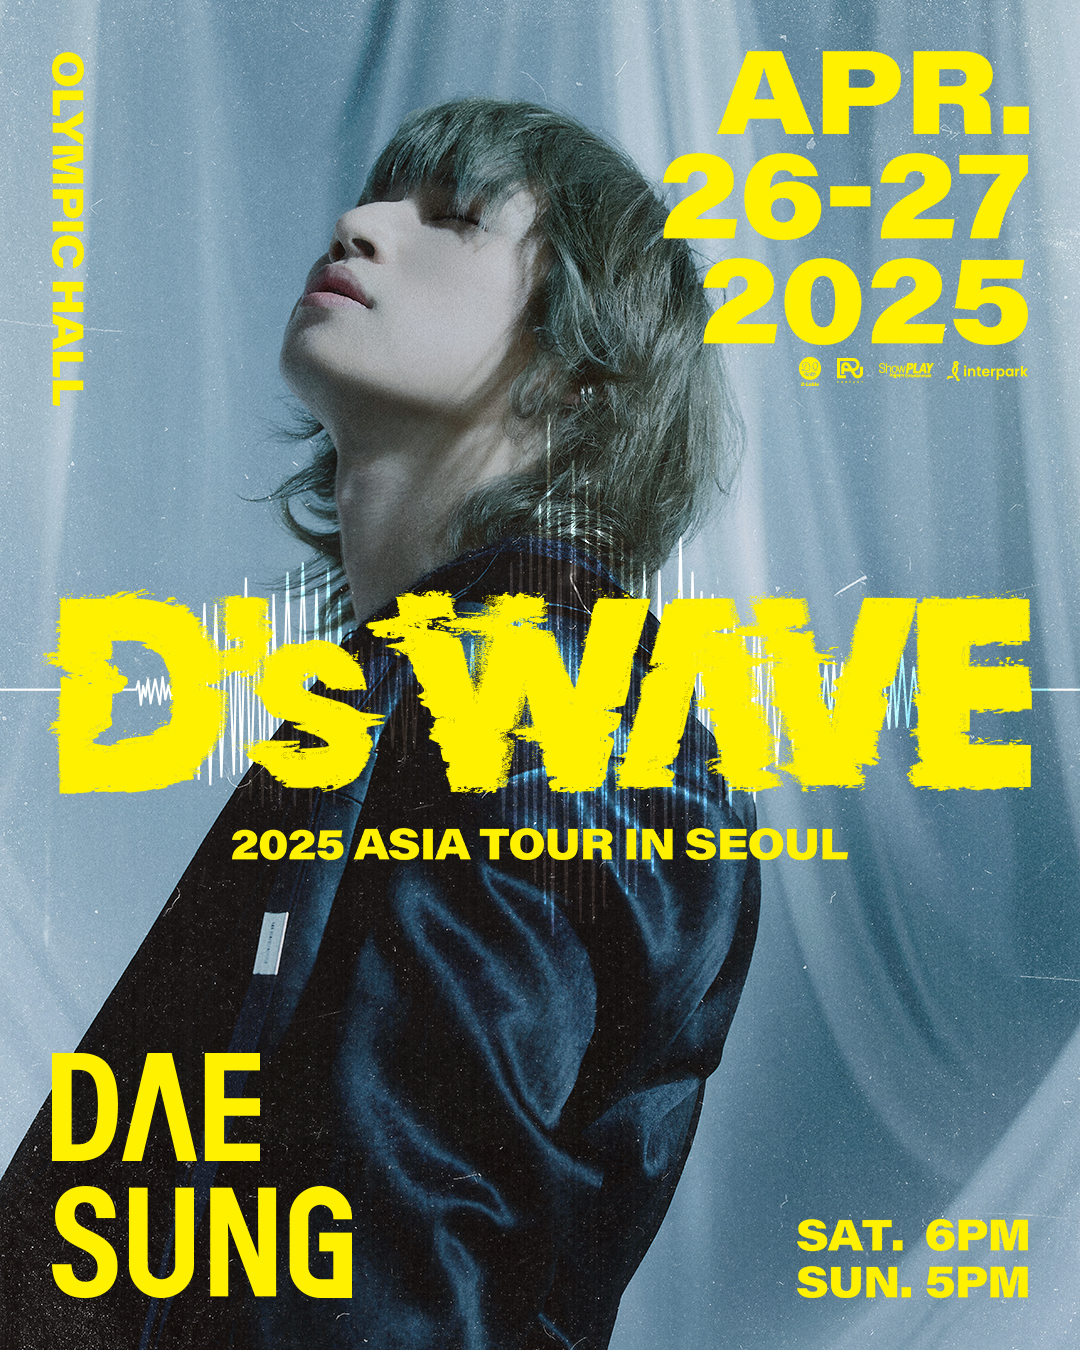 OLYMPIC HALL
APR.
26-27
2025
ShowPLAY
interpark
D's WAVE
2025 ASIA TOUR IN SEOUL
DAE
SUNG
SAT. 6PM
SUN. 5PM